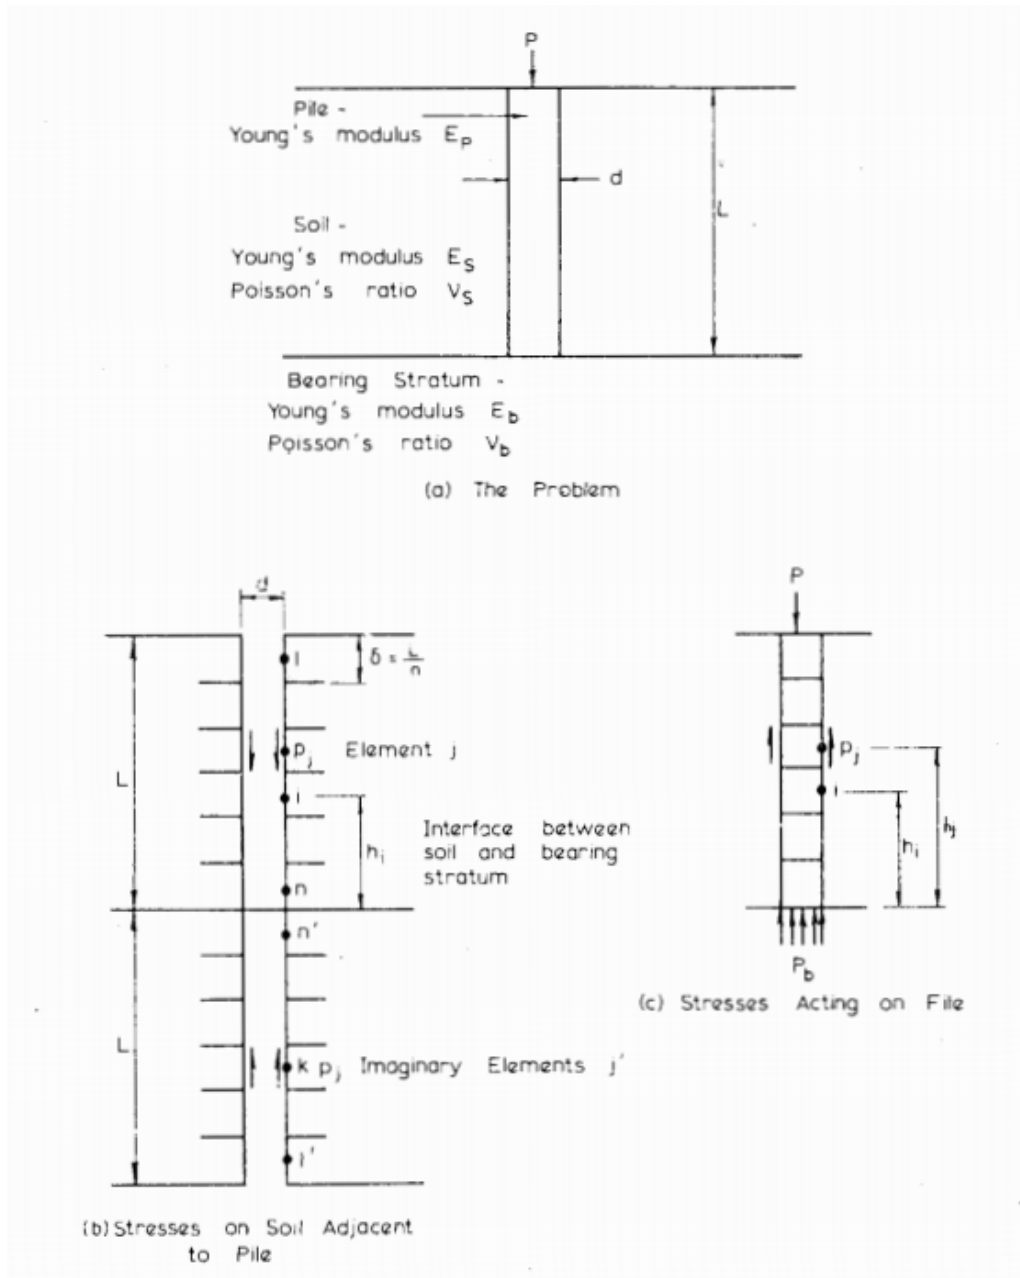 P
Pile -
Young's modulus Ep
d
L
Soil -
Young's modulus Es
Poisson's ratio Vs
Bearing Stratum -
Young's modulus Eb
Poisson's ratio Vb
(a) The Problem
d
1
δ = L/n
pj Element j
i
L
hi
Interface between
soil and bearing
stratum
n
n'
L
k pj Imaginary Elements j'
1'
(b) Stresses on Soil Adjacent
to Pile
P
pj
i
hi
hj
Pb
(c) Stresses Acting on File